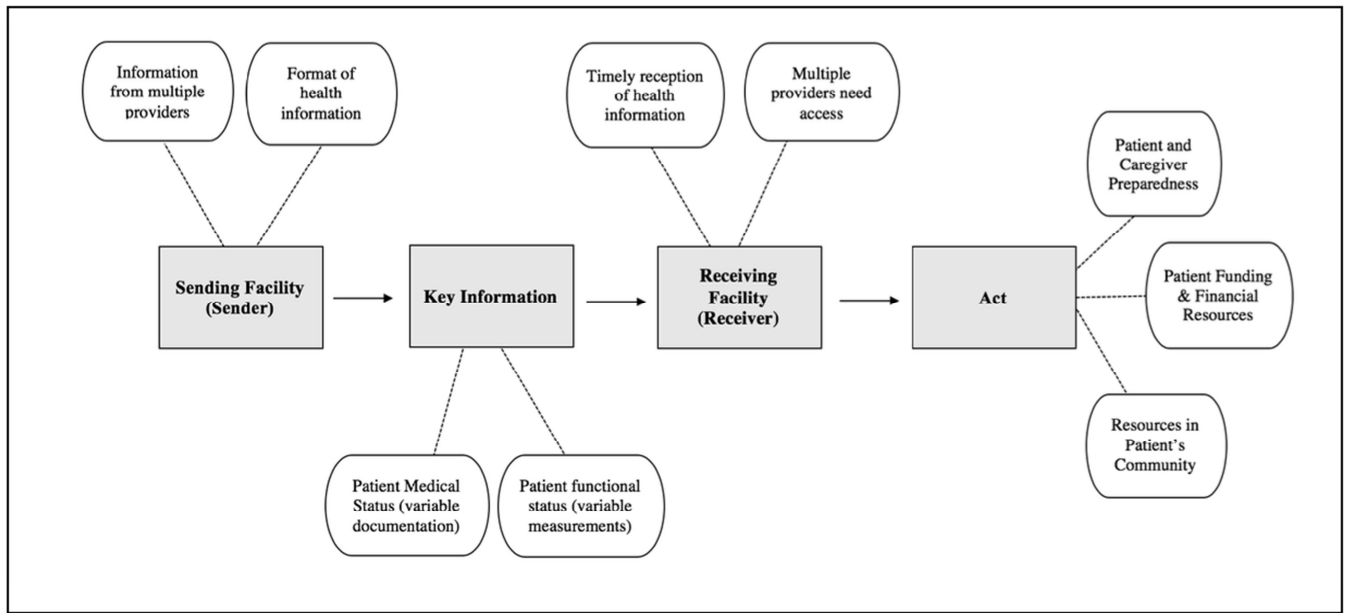 Information
from multiple
providers
Format of
health
information
Timely reception
of health
information
Multiple
providers need
access
Patient and
Caregiver
Preparedness
Sending Facility
(Sender)
Key Information
Receiving
Facility
(Receiver)
Act
Patient Funding
& Financial
Resources
Resources in
Patient's
Community
Patient Medical
Status (variable
documentation)
Patient functional
status (variable
measurements)